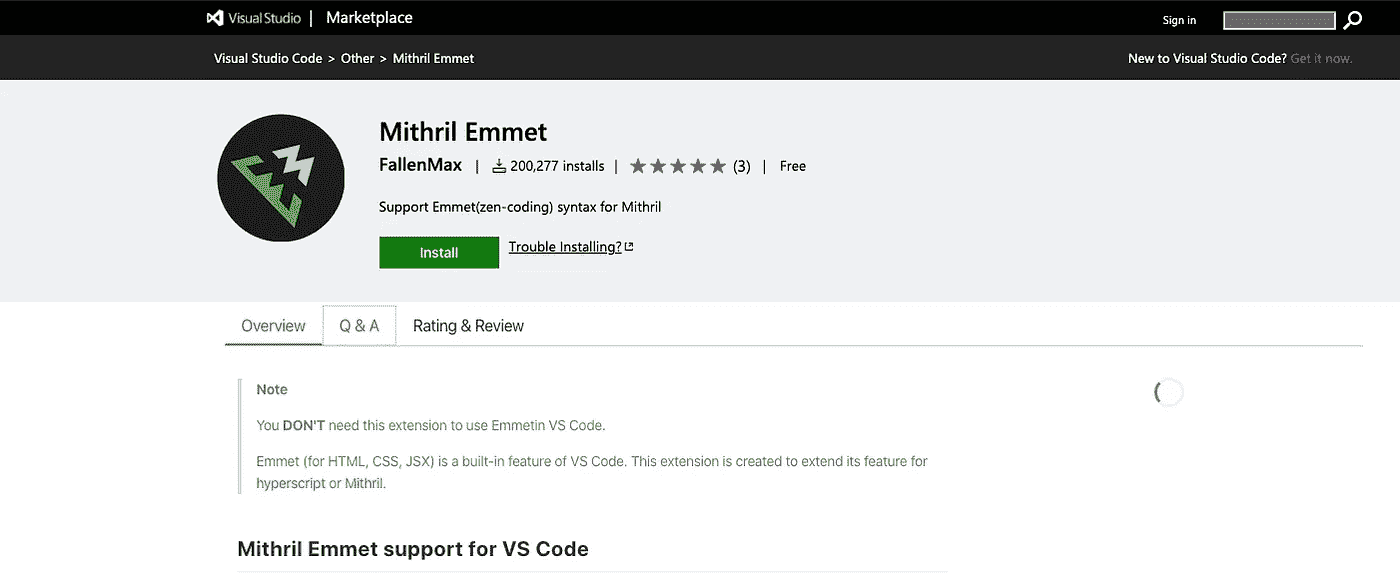 Visual Studio | Marketplace
Sign in
Visual Studio Code > Other > Mithril Emmet
New to Visual Studio Code? Get it now.
Mithril Emmet
FallenMax | 200,277 installs | (3) | Free
Support Emmet(zen-coding) syntax for Mithril
Install
Trouble Installing?
Overview
Q & A
Rating & Review
Note
You DON'T need this extension to use Emmetin VS Code.
Emmet (for HTML, CSS, JSX) is a built-in feature of VS Code. This extension is created to extend its feature for
hyperscript or Mithril.
Mithril Emmet support for VS Code